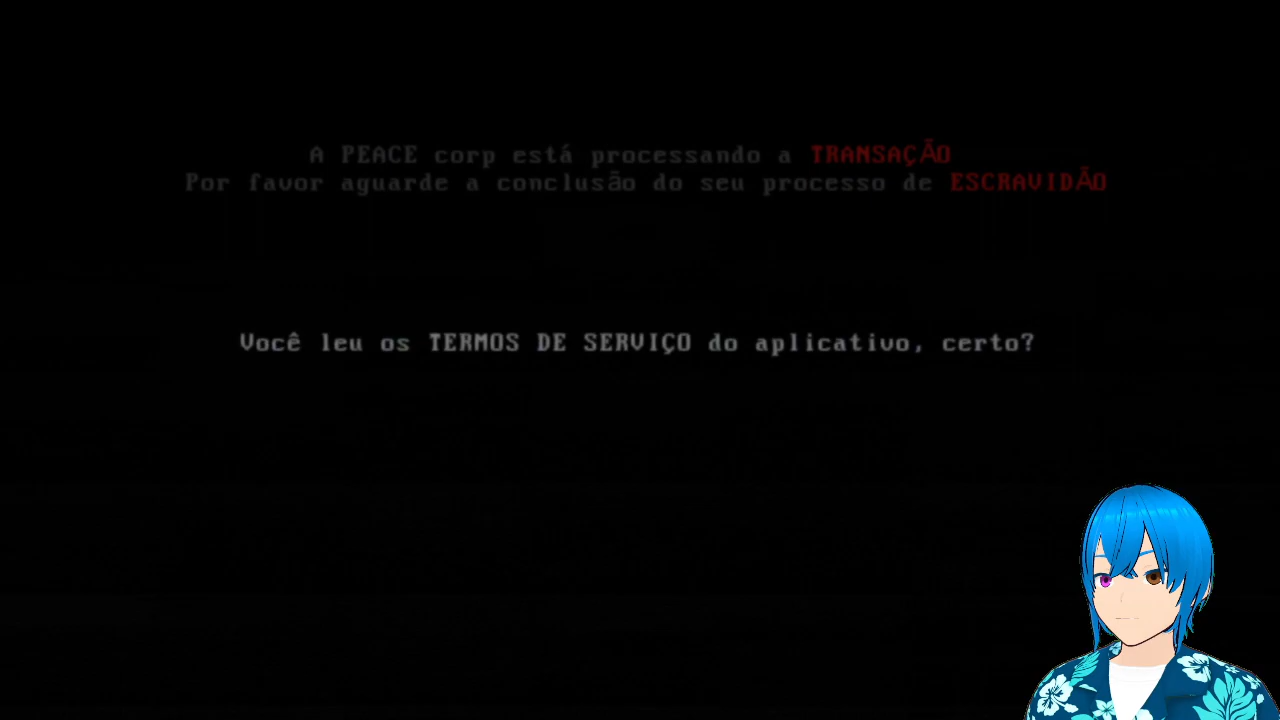 A PEACE corp está processando a TRANSAÇÃO
Por favor aguarde a conclusão do seu processo de ESCRAVIDÃO
Você leu os TERMOS DE SERVIÇO do aplicativo, certo?